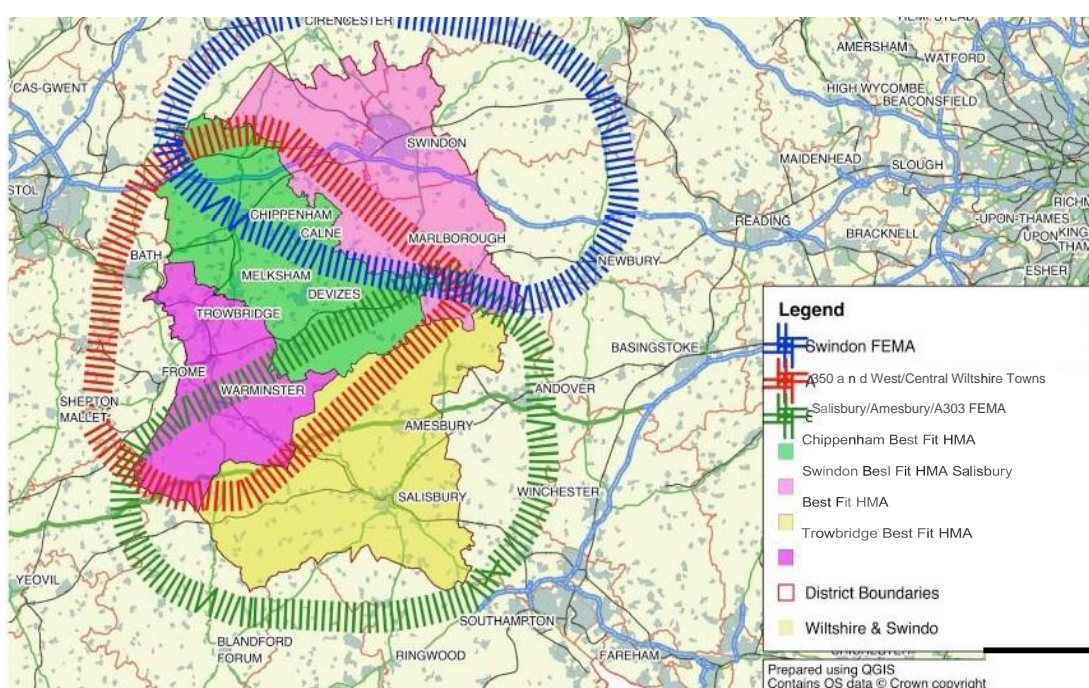 CIRENCESTER
AMERSHAM
WATFORD
CAS-GWENT
HIGH WYCOMBE
BEACONSFIELD
SWINDON
MAIDENHEAD
SLOUGH
STOL
RICHM
CHIPPENHAM
CALNE
MARLBOROUGH
READING
UPON-THAMES
BRACKNELL
UPON
KING
THAM
BATH
MELKSHAM
NEWBURY
ESHER
DEVIZES
TROWBRIDGE
Legend
BASINGSTOKE
Swindon FEMA
FROME
WARMINSTER
ANDOVER
A
350 a n d West/Central Wiltshire Towns
SHEPTON
MALLET
AMESBURY
Salisbury/Amesbury/A303 FEMA
Chippenham Best Fit HMA
Swindon Besl Fit HMA Salisbury
SALISBURY
WINCHESTER
Best Fit HMA
Trowbridge Best Fit HMA
YEOVIL
District Boundaries
SOUTHAMPTON
Wiltshire & Swindo
BLANDFORD
FORUM
RINGWOOD
FAREHAM
Prepared using QGIS
Contains OS data © Crown copyright